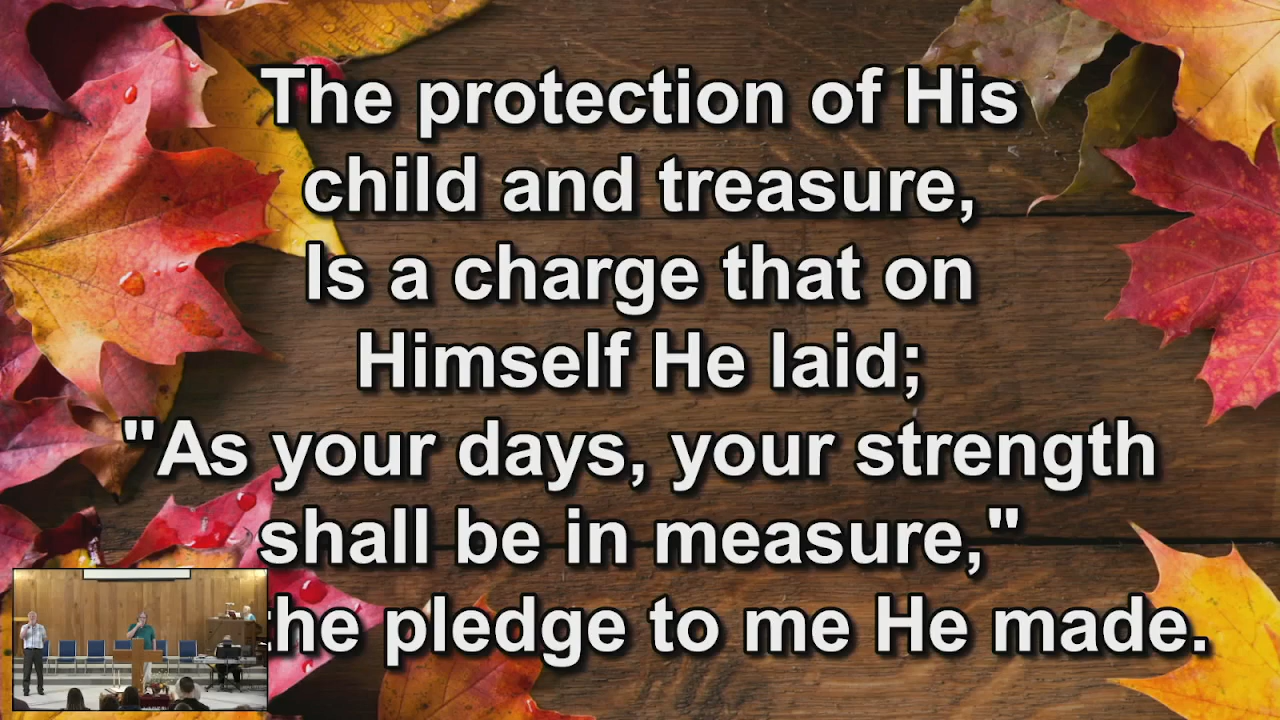 The protection of His
child and treasure,
Is a charge that on
Himself He laid;
"As your days, your strength
shall be in measure,"
the pledge to me He made.